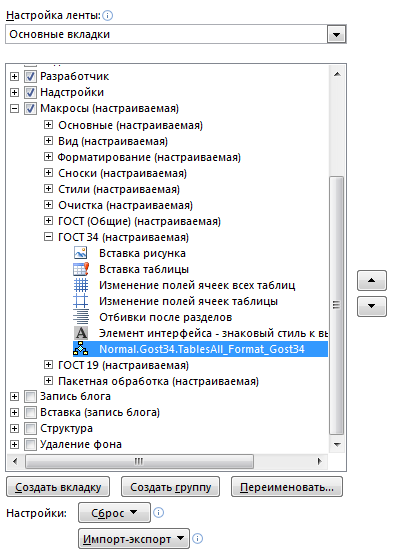 Настройка ленты:
Основные вкладки
Разработчик
Надстройки
Макросы (настраиваемая)
Основные (настраиваемая)
Вид (настраиваемая)
Форматирование (настраиваемая)
Сноски (настраиваемая)
Стили (настраиваемая)
Очистка (настраиваемая)
ГОСТ (Общие) (настраиваемая)
ГОСТ 34 (настраиваемая)
Вставка рисунка
Вставка таблицы
Изменение полей ячеек всех таблиц
Изменение полей ячеек таблицы
Отбивки после разделов
Элемент интерфейса - знаковый стиль к вы
Normal.Gost34.TablesAll_Format_Gost34
ГОСТ 19 (настраиваемая)
Пакетная обработка (настраиваемая)
Запись блога
Вставка (запись блога)
Структура
Удаление фона
Создать вкладку Создать группу Переименовать...
Настройки: Сброс
Импорт-экспорт